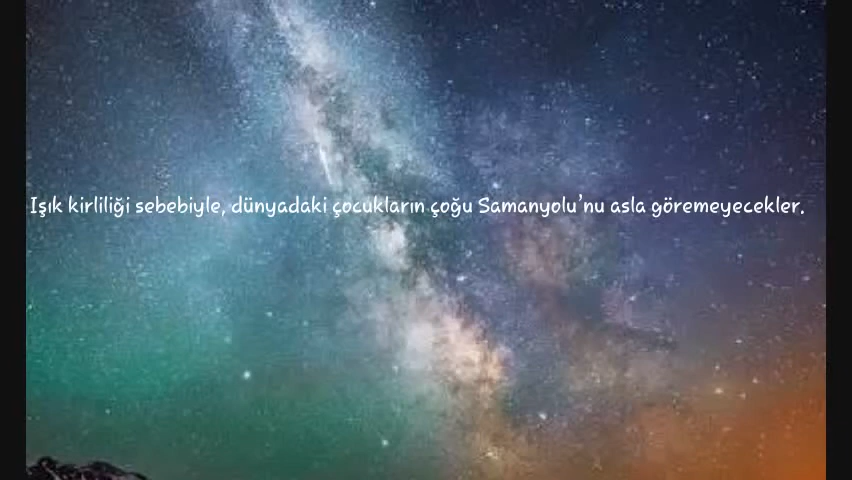 Işık kirliliği sebebiyle, dünyadaki çocukların çoğu Samanyolu'nu asla göremeyecekler.